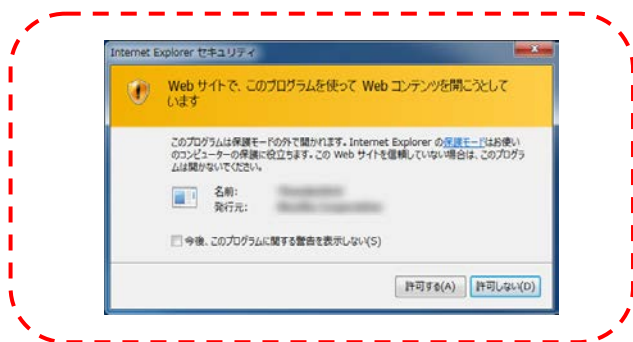 Internet Explorer セキュリティ
Web サイトで、このプログラムを使って Web コンテンツを開こうとして
います
このプログラムは保護モードの外で開かれます。Internet Explorer の保護モードはお使い
のコンピューターの保護に役立ちます。この Web サイトを信頼していない場合は、このプログラ
ムは開かないでください。
名前:
発行元:
今後、このプログラムに関する警告を表示しない(S)
許可する(A) 許可しない(D)